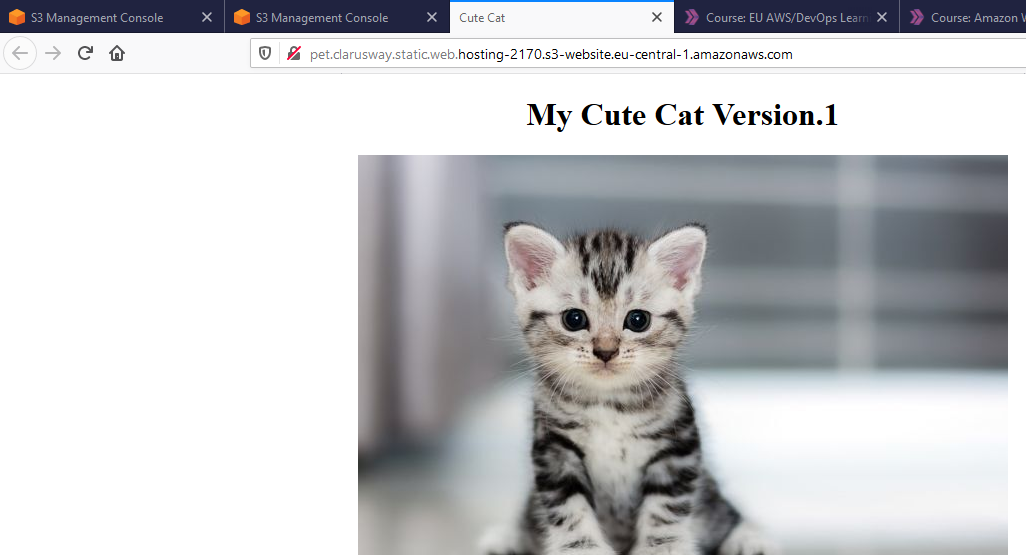 S3 Management Console
S3 Management Console
Cute Cat
Course: EU AWS/DevOps Learn
Course: Amazon W
pet.clarusway.static.web.hosting-2170.s3-website.eu-central-1.amazonaws.com
My Cute Cat Version.1